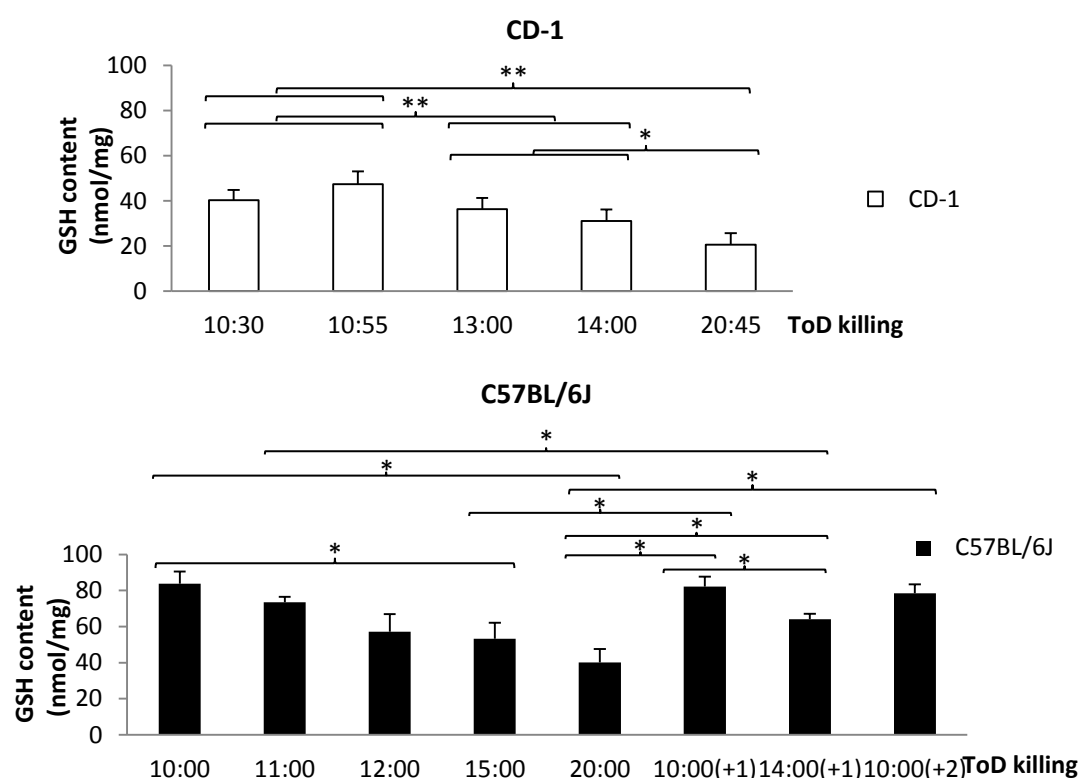 CD-1
100
80
60
40
20
0
GSH content
(nmol/mg)
**
**
*
CD-1
10:30 10:55 13:00 14:00 20:45 ToD killing
C57BL/6J
*
*
*
*
*
*
*
*
C57BL/6J
100
80
60
40
20
0
GSH content
(nmol/mg)
10:00 11:00 12:00 15:00 20:00 10:00(+1) 14:00(+1) 10:00(+2) ToD killing